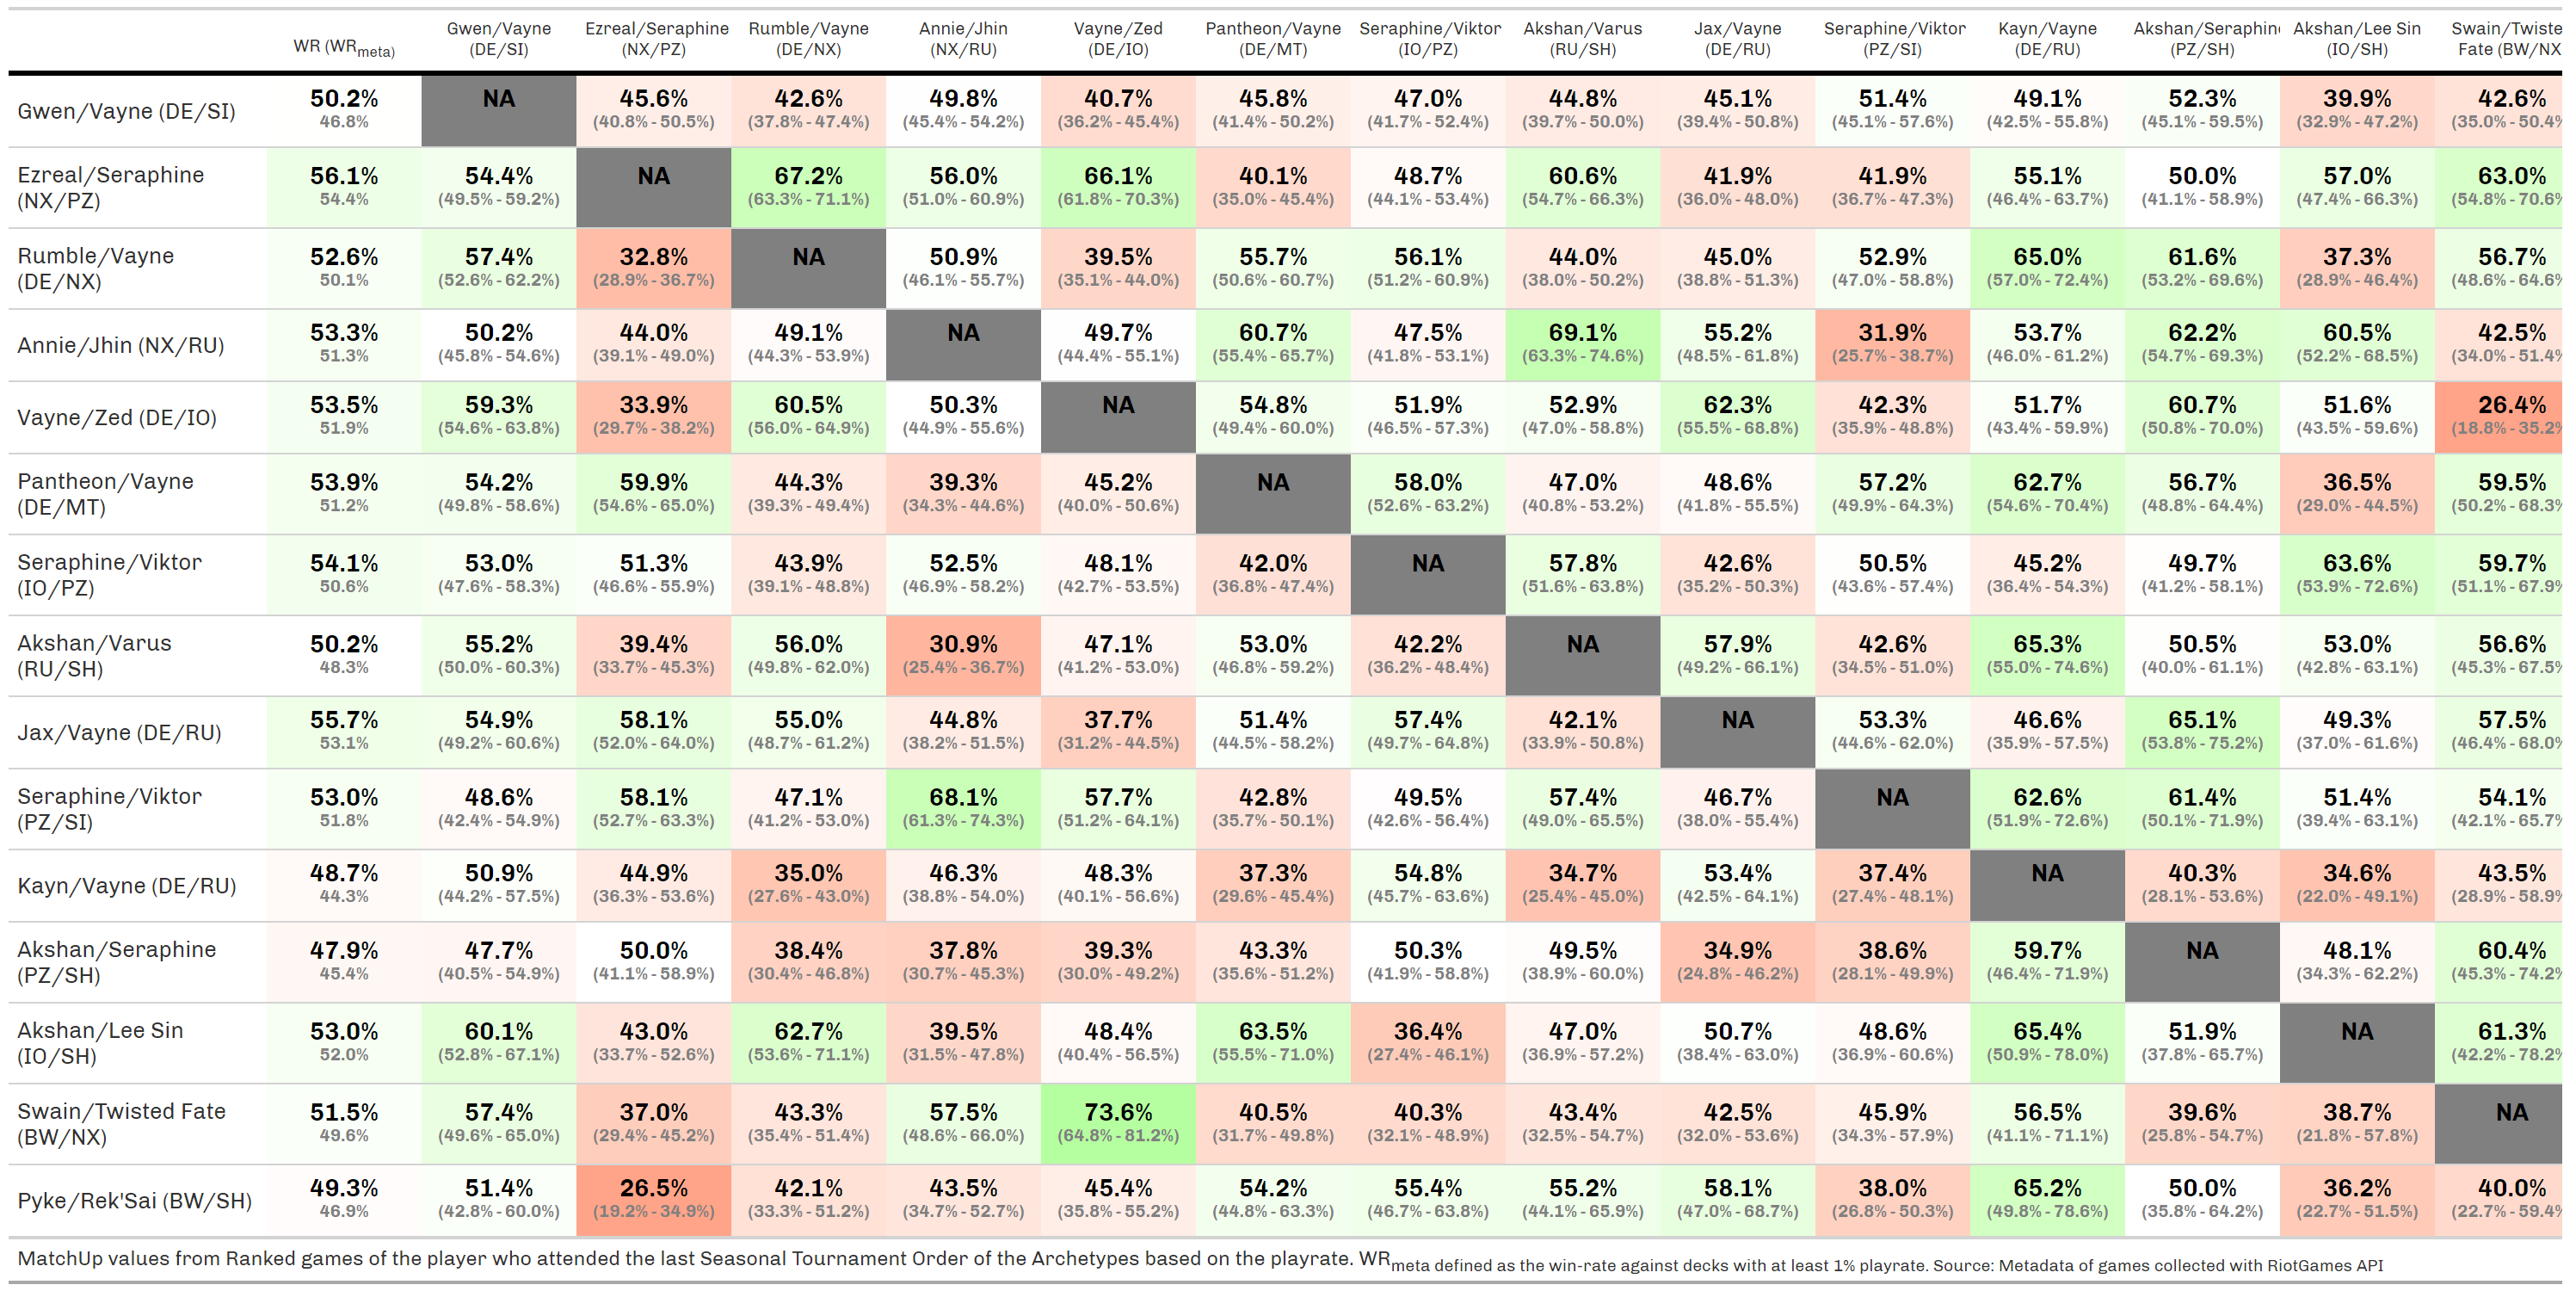 WR (WRmeta) Gwen/Vayne (DE/SI) Ezreal/Seraphine (NX/PZ) Rumble/Vayne (DE/NX) Annie/Jhin (NX/RU) Vayne/Zed (DE/IO) Pantheon/Vayne (DE/MT) Seraphine/Viktor (IO/PZ) Akshan/Varus (RU/SH) Jax/Vayne (DE/RU) Seraphine/Viktor (PZ/SI) Kayn/Vayne (DE/RU) Akshan/Seraphine (PZ/SH) Akshan/Lee Sin (IO/SH) Swain/Twiste Fate (BW/NX
Gwen/Vayne (DE/SI) 50.2% NA 45.6% 42.6% 49.8% 40.7% 45.8% 47.0% 44.8% 45.1% 51.4% 49.1% 52.3% 39.9% 42.6%
46.8% (40.8% - 50.5%) (37.8% - 47.4%) (45.4% - 54.2%) (36.2% - 45.4%) (41.4% - 50.2%) (41.7% - 52.4%) (39.7% - 50.0%) (39.4% - 50.8%) (45.1% - 57.6%) (42.5% - 55.8%) (45.1% - 59.5%) (32.9% - 47.2%) (35.0% - 50.4%
Ezreal/Seraphine (NX/PZ) 56.1% 54.4% NA 67.2% 56.0% 66.1% 40.1% 48.7% 60.6% 41.9% 41.9% 55.1% 50.0% 57.0% 63.0%
54.4% (49.5% - 59.2%) (63.3% - 71.1%) (51.0% - 60.9%) (61.8% - 70.3%) (35.0% - 45.4%) (44.1% - 53.4%) (54.7% - 66.3%) (36.0% - 48.0%) (36.7% - 47.3%) (46.4% - 63.7%) (41.1% - 58.9%) (47.4% - 66.3%) (54.8% - 70.6%
Rumble/Vayne (DE/NX) 52.6% 57.4% 32.8% NA 50.9% 39.5% 55.7% 56.1% 44.0% 45.0% 52.9% 65.0% 61.6% 37.3% 56.7%
50.1% (52.6% - 62.2%) (28.9% - 36.7%) (46.1% - 55.7%) (35.1% - 44.0%) (50.6% - 60.7%) (51.2% - 60.9%) (38.0% - 50.2%) (38.8% - 51.3%) (47.0% - 58.8%) (57.0% - 72.4%) (53.2% - 69.6%) (28.9% - 46.4%) (48.6% - 64.6%
Annie/Jhin (NX/RU) 53.3% 50.2% 44.0% 49.1% NA 49.7% 60.7% 47.5% 69.1% 55.2% 31.9% 53.7% 62.2% 60.5% 42.5%
51.3% (45.8% - 54.6%) (39.1% - 49.0%) (44.3% - 53.9%) (44.4% - 55.1%) (55.4% - 65.7%) (41.8% - 53.1%) (63.3% - 74.6%) (48.5% - 61.8%) (25.7% - 38.7%) (46.0% - 61.2%) (54.7% - 69.3%) (52.2% - 68.5%) (34.0% - 51.4%
Vayne/Zed (DE/IO) 53.5% 59.3% 33.9% 60.5% 50.3% NA 54.8% 51.9% 52.9% 62.3% 42.3% 51.7% 60.7% 51.6% 26.4%
51.9% (54.6% - 63.8%) (29.7% - 38.2%) (56.0% - 64.9%) (44.9% - 55.6%) (49.4% - 60.0%) (46.5% - 57.3%) (47.0% - 58.8%) (55.5% - 68.8%) (35.9% - 48.8%) (43.4% - 59.9%) (50.8% - 70.0%) (43.5% - 59.6%) (18.8% - 35.2%
Pantheon/Vayne (DE/MT) 53.9% 54.2% 59.9% 44.3% 39.3% 45.2% NA 58.0% 47.0% 48.6% 57.2% 62.7% 56.7% 36.5% 59.5%
51.2% (49.8% - 58.6%) (54.6% - 65.0%) (39.3% - 49.4%) (34.3% - 44.6%) (40.0% - 50.6%) (52.6% - 63.2%) (40.8% - 53.2%) (41.8% - 55.5%) (49.9% - 64.3%) (54.6% - 70.4%) (48.8% - 64.4%) (29.0% - 44.5%) (50.2% - 68.3%
Seraphine/Viktor (IO/PZ) 54.1% 53.0% 51.3% 43.9% 52.5% 48.1% 42.0% NA 57.8% 42.6% 50.5% 45.2% 49.7% 63.6% 59.7%
50.6% (47.6% - 58.3%) (46.6% - 55.9%) (39.1% - 48.8%) (46.9% - 58.2%) (42.7% - 53.5%) (36.8% - 47.4%) (51.6% - 63.8%) (35.2% - 50.3%) (43.6% - 57.4%) (36.4% - 54.3%) (41.2% - 58.1%) (53.9% - 72.6%) (51.1% - 67.9%
Akshan/Varus (RU/SH) 50.2% 55.2% 39.4% 56.0% 30.9% 47.1% 53.0% 42.2% NA 57.9% 42.6% 65.3% 50.5% 53.0% 56.6%
48.3% (50.0% - 60.3%) (33.7% - 45.3%) (49.8% - 62.0%) (25.4% - 36.7%) (41.2% - 53.0%) (46.8% - 59.2%) (36.2% - 48.4%) (49.2% - 66.1%) (34.5% - 51.0%) (55.0% - 74.6%) (40.0% - 61.1%) (42.8% - 63.1%) (45.3% - 67.5%
Jax/Vayne (DE/RU) 55.7% 54.9% 58.1% 55.0% 44.8% 37.7% 51.4% 57.4% 42.1% NA 53.3% 46.6% 65.1% 49.3% 57.5%
53.1% (49.2% - 60.6%) (52.0% - 64.0%) (48.7% - 61.2%) (38.2% - 51.5%) (31.2% - 44.5%) (44.5% - 58.2%) (49.7% - 64.8%) (33.9% - 50.8%) (44.6% - 62.0%) (35.9% - 57.5%) (53.8% - 75.2%) (37.0% - 61.6%) (46.4% - 68.0%
Seraphine/Viktor (PZ/SI) 53.0% 48.6% 58.1% 47.1% 68.1% 57.7% 42.8% 49.5% 57.4% 46.7% NA 62.6% 61.4% 51.4% 54.1%
51.8% (42.4% - 54.9%) (52.7% - 63.3%) (41.2% - 53.0%) (61.3% - 74.3%) (51.2% - 64.1%) (35.7% - 50.1%) (42.6% - 56.4%) (49.0% - 65.5%) (38.0% - 55.4%) (51.9% - 72.6%) (50.1% - 71.9%) (39.4% - 63.1%) (42.1% - 65.7%
Kayn/Vayne (DE/RU) 48.7% 50.9% 44.9% 35.0% 46.3% 48.3% 37.3% 54.8% 34.7% 53.4% 37.4% NA 40.3% 34.6% 43.5%
44.3% (44.2% - 57.5%) (36.3% - 53.6%) (27.6% - 43.0%) (38.8% - 54.0%) (40.1% - 56.6%) (29.6% - 45.4%) (45.7% - 63.6%) (25.4% - 45.0%) (42.5% - 64.1%) (27.4% - 48.1%) (28.1% - 53.6%) (22.0% - 49.1%) (28.9% - 58.9%
Akshan/Seraphine (PZ/SH) 47.9% 47.7% 50.0% 38.4% 37.8% 39.3% 43.3% 50.3% 49.5% 34.9% 38.6% 59.7% NA 48.1% 60.4%
45.4% (40.5% - 54.9%) (41.1% - 58.9%) (30.4% - 46.8%) (30.7% - 45.3%) (30.0% - 49.2%) (35.6% - 51.2%) (41.9% - 58.8%) (38.9% - 60.0%) (24.8% - 46.2%) (28.1% - 49.9%) (46.4% - 71.9%) (34.3% - 62.2%) (45.3% - 74.2%
Akshan/Lee Sin (IO/SH) 53.0% 60.1% 43.0% 62.7% 39.5% 48.4% 63.5% 36.4% 47.0% 50.7% 48.6% 65.4% 51.9% NA 61.3%
52.0% (52.8% - 67.1%) (33.7% - 52.6%) (53.6% - 71.1%) (31.5% - 47.8%) (40.4% - 56.5%) (55.5% - 71.0%) (27.4% - 46.1%) (36.9% - 57.2%) (38.4% - 63.0%) (36.9% - 60.6%) (50.9% - 78.0%) (37.8% - 65.7%) (42.2% - 78.2%
Swain/Twisted Fate (BW/NX) 51.5% 57.4% 37.0% 43.3% 57.5% 73.6% 40.5% 40.3% 43.4% 42.5% 45.9% 56.5% 39.6% 38.7% NA
49.6% (49.6% - 65.0%) (29.4% - 45.2%) (35.4% - 51.4%) (48.6% - 66.0%) (64.8% - 81.2%) (31.7% - 49.8%) (32.1% - 48.9%) (32.5% - 54.7%) (32.0% - 53.6%) (34.3% - 57.9%) (41.1% - 71.1%) (25.8% - 54.7%) (21.8% - 57.8%)
Pyke/Rek'Sai (BW/SH) 49.3% 51.4% 26.5% 42.1% 43.5% 45.4% 54.2% 55.4% 55.2% 58.1% 38.0% 65.2% 50.0% 36.2% 40.0%
46.9% (42.8% - 60.0%) (19.2% - 34.9%) (33.3% - 51.2%) (34.7% - 52.7%) (35.8% - 55.2%) (44.8% - 63.3%) (46.7% - 63.8%) (44.1% - 65.9%) (47.0% - 68.7%) (26.8% - 50.3%) (49.8% - 78.6%) (35.8% - 64.2%) (22.7% - 51.5%) (22.7% - 59.4%
MatchUp values from Ranked games of the player who attended the last Seasonal Tournament Order of the Archetypes based on the playrate. WRmeta defined as the win-rate against decks with at least 1% playrate. Source: Metadata of games collected with RiotGames API